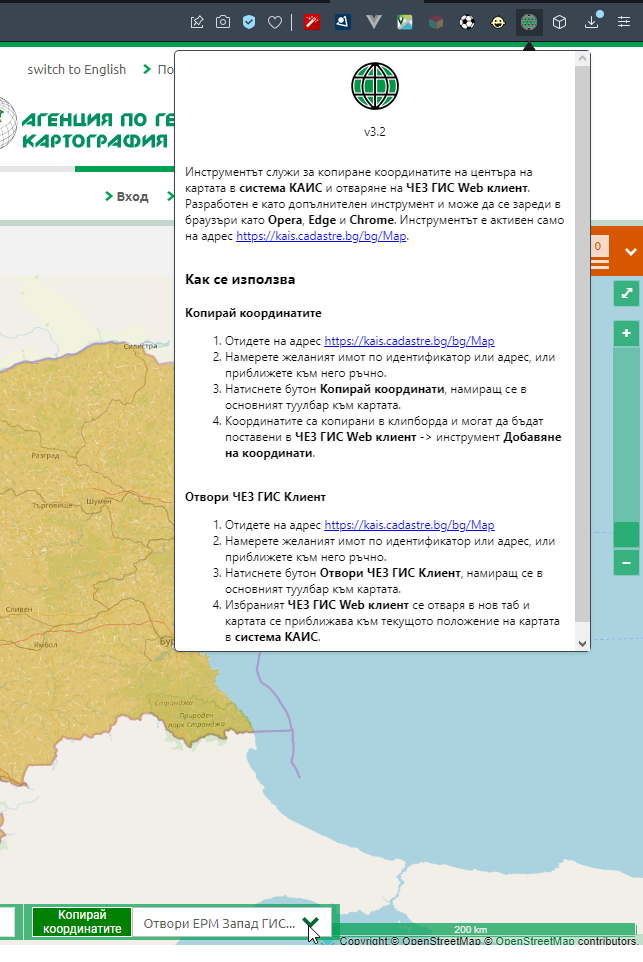 switch to English
По
АГЕНЦИЯ ПО ГЕ
КАРТОГРАФИЯ
Вход
v3.2
Инструментът служи за копиране координатите на центъра на
картата в система КАИС и отваряне на ЧЕЗ ГИС Web клиент.
Разработен е като допълнителен инструмент и може да се зареди в
браузъри като Opera, Edge и Chrome. Инструментът е активен само
на адрес https://kais.cadastre.bg/bg/Map.
Как се използва
Копирай координатите
1. Отидете на адрес https://kais.cadastre.bg/bg/Map
2. Намерете желаният имот по идентификатор или адрес, или
приближете към него ръчно.
3. Натиснете бутон Копирай координати, намиращ се в
основният туулбар към картата.
4. Координатите са копирани в клипборда и могат да бъдат
поставени в ЧЕЗ ГИС Web клиент -> инструмент Добавяне
на координати.
Отвори ЧЕЗ ГИС Клиент
1. Отидете на адрес https://kais.cadastre.bg/bg/Map
2. Намерете желаният имот по идентификатор или адрес, или
приближете към него ръчно.
3. Натиснете бутон Отвори ЧЕЗ ГИС Клиент, намиращ се в
основният туулбар към картата.
4. Избраният ЧЕЗ ГИС Web клиент се отваря в нов таб и
картата се приближава към текущото положение на картата
в система КАИС.
0
+
−
Силистра
Разград
Шумен
Търговище
Сливен
Ямбол
Бур
Странджа
Природен
парк Странджа
Копирай
координатите
Отвори ЕРМ Запад ГИС...
200 km
Copyright © OpenStreetMap © OpenStreetMap contributors.